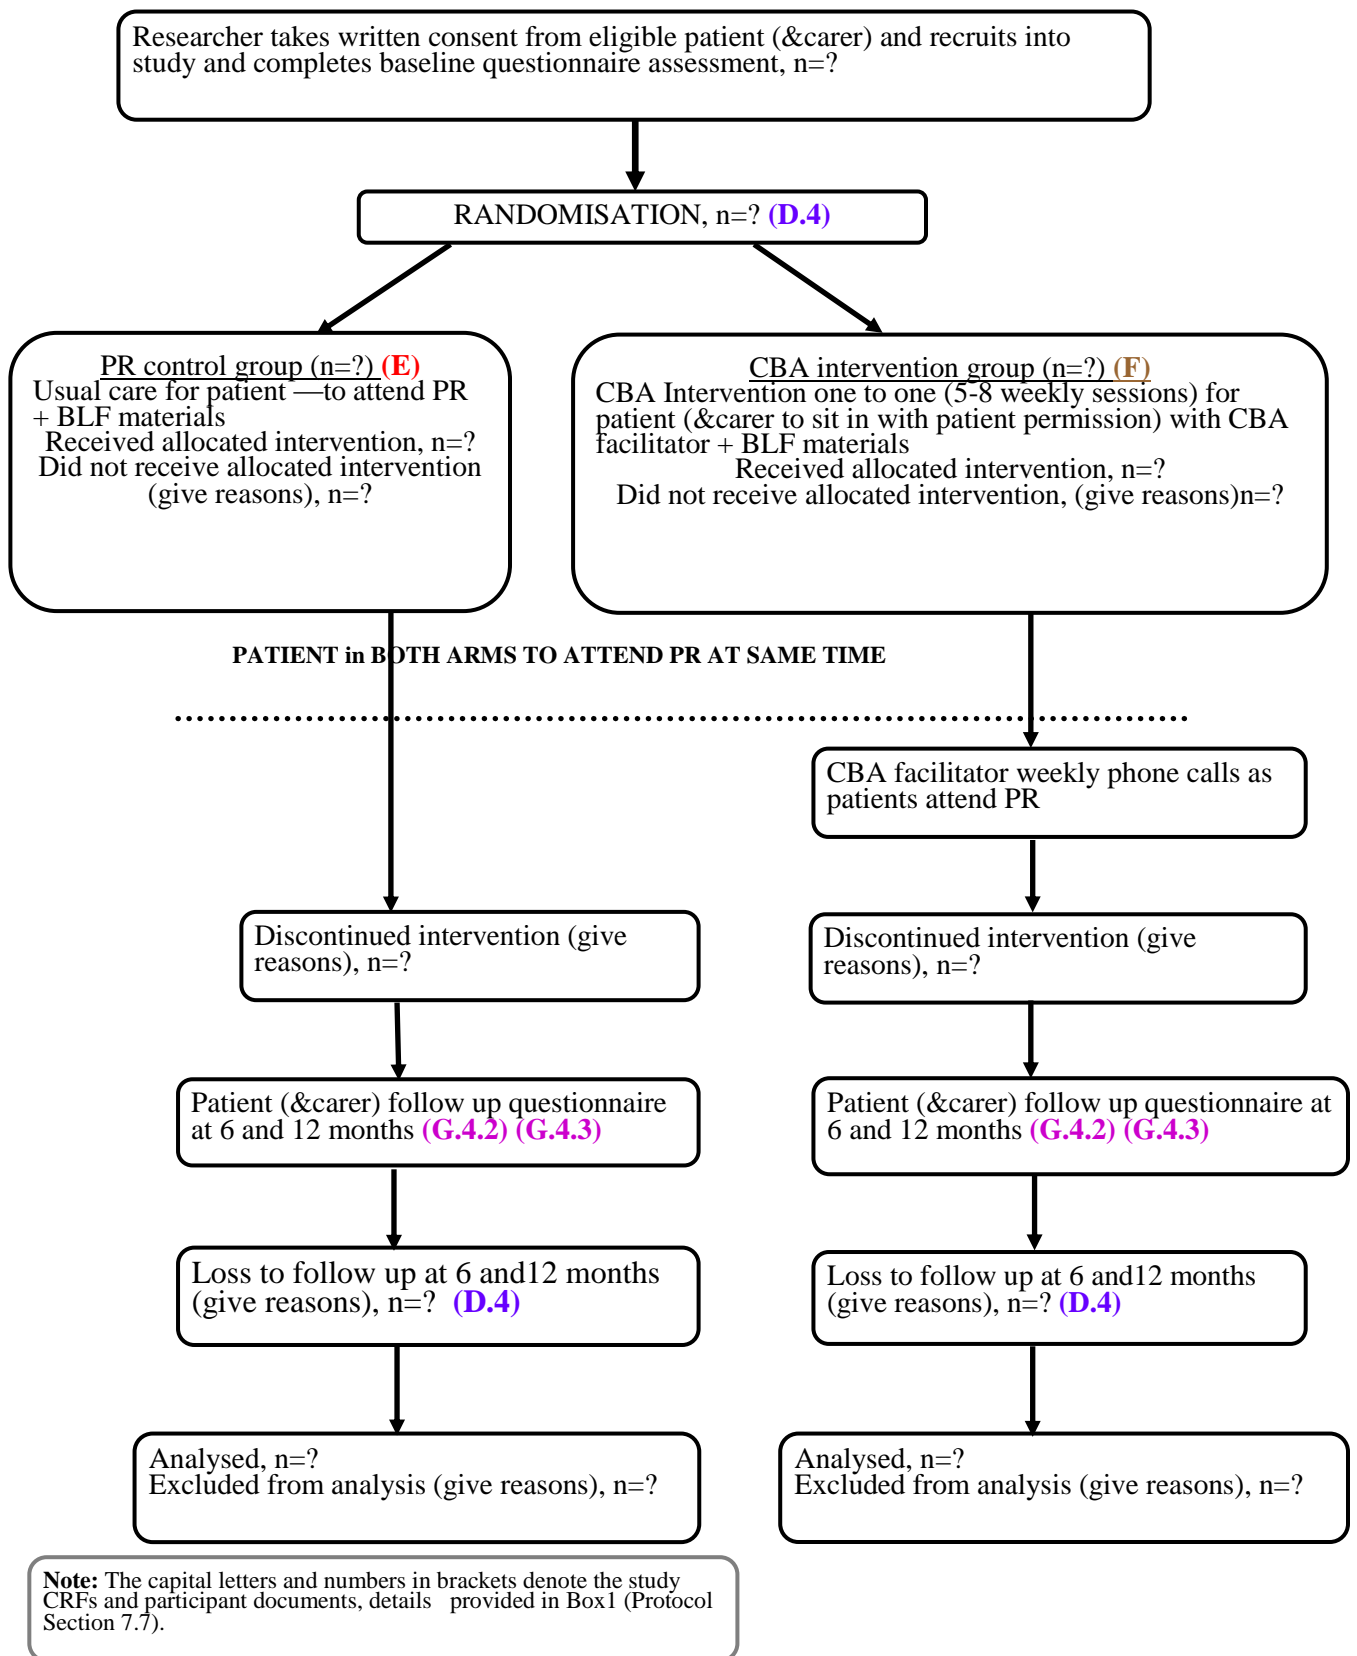 Researcher takes written consent from eligible patient (&carer) and recruits into
study and completes baseline questionnaire assessment, n=?
RANDOMISATION, n=? (D.4)
PR control group (n=?) (E)
Usual care for patient —to attend PR
+ BLF materials
Received allocated intervention, n=?
Did not receive allocated intervention
(give reasons), n=?
CBA intervention group (n=?) (F)
CBA Intervention one to one (5-8 weekly sessions) for
patient (&carer to sit in with patient permission) with CBA
facilitator + BLF materials
Received allocated intervention, n=?
Did not receive allocated intervention, (give reasons)n=?
PATIENT in BOTH ARMS TO ATTEND PR AT SAME TIME
CBA facilitator weekly phone calls as
patients attend PR
Discontinued intervention (give
reasons), n=?
Discontinued intervention (give
reasons), n=?
Patient (&carer) follow up questionnaire
at 6 and 12 months (G.4.2) (G.4.3)
Patient (&carer) follow up questionnaire at
6 and 12 months (G.4.2) (G.4.3)
Loss to follow up at 6 and12 months
(give reasons), n=? (D.4)
Loss to follow up at 6 and12 months
(give reasons), n=? (D.4)
Analysed, n=?
Excluded from analysis (give reasons), n=?
Analysed, n=?
Excluded from analysis (give reasons), n=?
Note: The capital letters and numbers in brackets denote the study
CRFs and participant documents, details provided in Box1 (Protocol
Section 7.7).